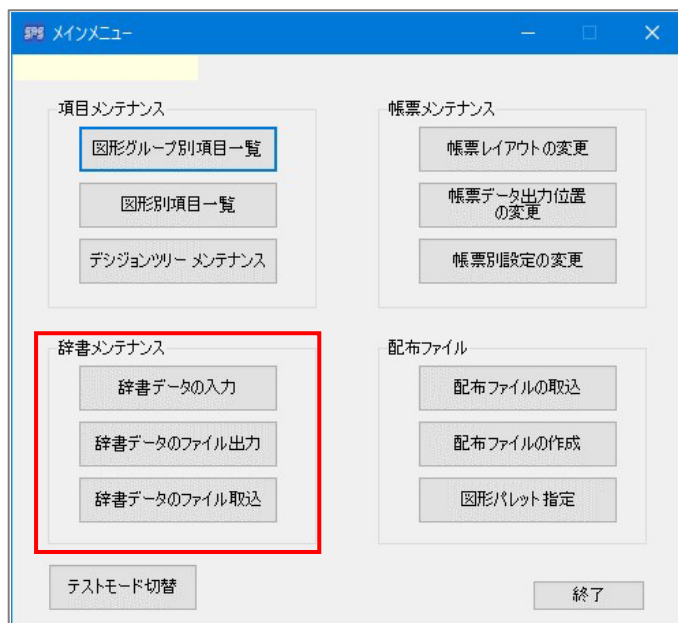 SPS メインメニュー
項目メンテナンス
図形グループ別項目一覧
図形別項目一覧
デシジョンツリー メンテナンス
帳票メンテナンス
帳票レイアウトの変更
帳票データ出力位置
の変更
帳票別設定の変更
辞書メンテナンス
辞書データの入力
辞書データのファイル出力
辞書データのファイル取込
配布ファイル
配布ファイルの取込
配布ファイルの作成
図形パレット指定
テストモード切替
終了